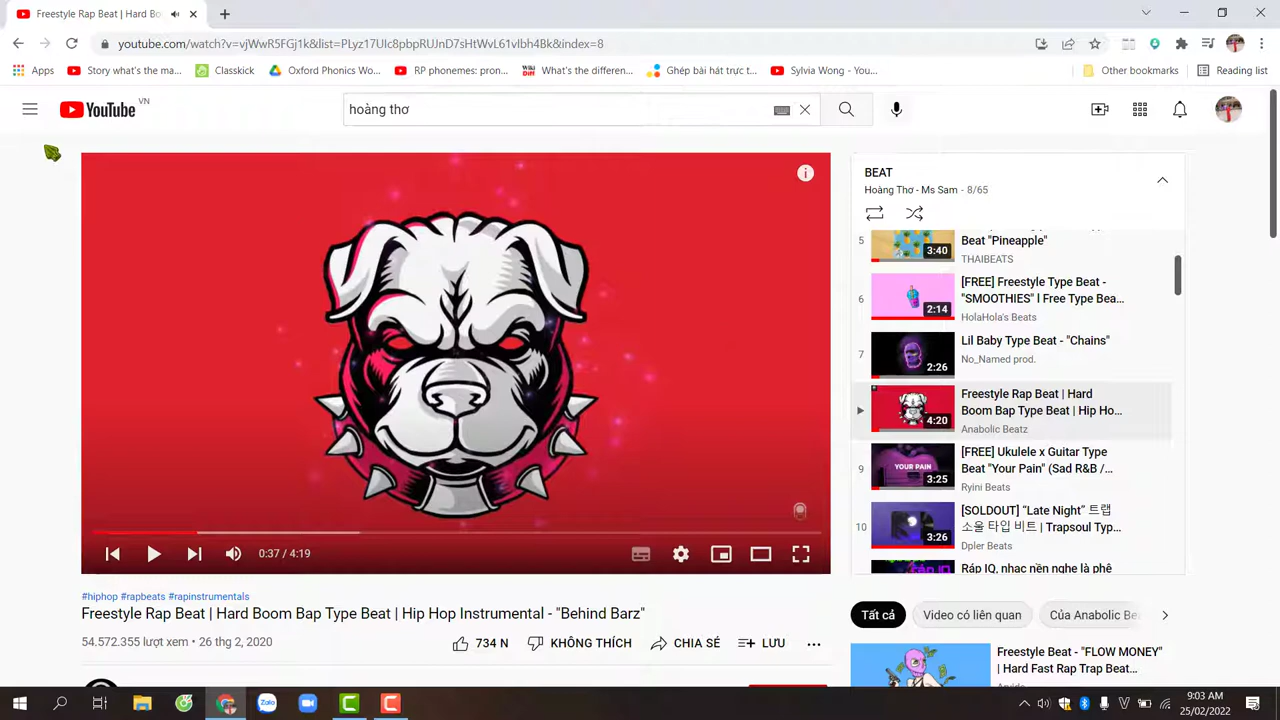 Freestyle Rap Beat | Hard Bo
youtube.com/watch?v=vjWwR5FGj1k&list=PLyz17UIc8pbpRUJnD7sHtWvL61vlbh4Bk&index=8
Apps
Story what's the ma...
Classkick
Oxford Phonics Wo...
RP phonemes: pron...
Wiki
Diff
What's the differen...
Ghép bài hát trực t...
Sylvia Wong - You...
Other bookmarks
Reading list
YouTube VN
hoàng thơ
BEAT
Hoàng Thơ - Ms Sam - 8/65
5
Beat "Pineapple"
3:40
THAIBEATS
6
[FREE] Freestyle Type Beat -
"SMOOTHIES" l Free Type Bea...
2:14
HolaHola's Beats
7
Lil Baby Type Beat - "Chains"
No_Named prod.
2:26
Freestyle Rap Beat | Hard
Boom Bap Type Beat | Hip Ho...
4:20
Anabolic Beatz
9
[FREE] Ukulele x Guitar Type
Beat "Your Pain" (Sad R&B /...
YOUR PAIN
3:25
Ryini Beats
10
[SOLDOUT] “Late Night” 트랩
소울 타입 비트 | Trapsoul Typ...
3:26
Dpler Beats
Ráp IQ, nhạc nền nghe là phê
0:37 / 4:19
#hiphop #rapbeats #rapinstrumentals
Freestyle Rap Beat | Hard Boom Bap Type Beat | Hip Hop Instrumental - "Behind Barz"
54.572.355 lượt xem • 26 thg 2, 2020
734 N
KHÔNG THÍCH
CHIA SẺ
LƯU
Tất cả
Video có liên quan
Của Anabolic Be
Freestyle Beat - "FLOW MONEY"
| Hard Fast Rap Trap Beat...
Zalo
9:03 AM
25/02/2022